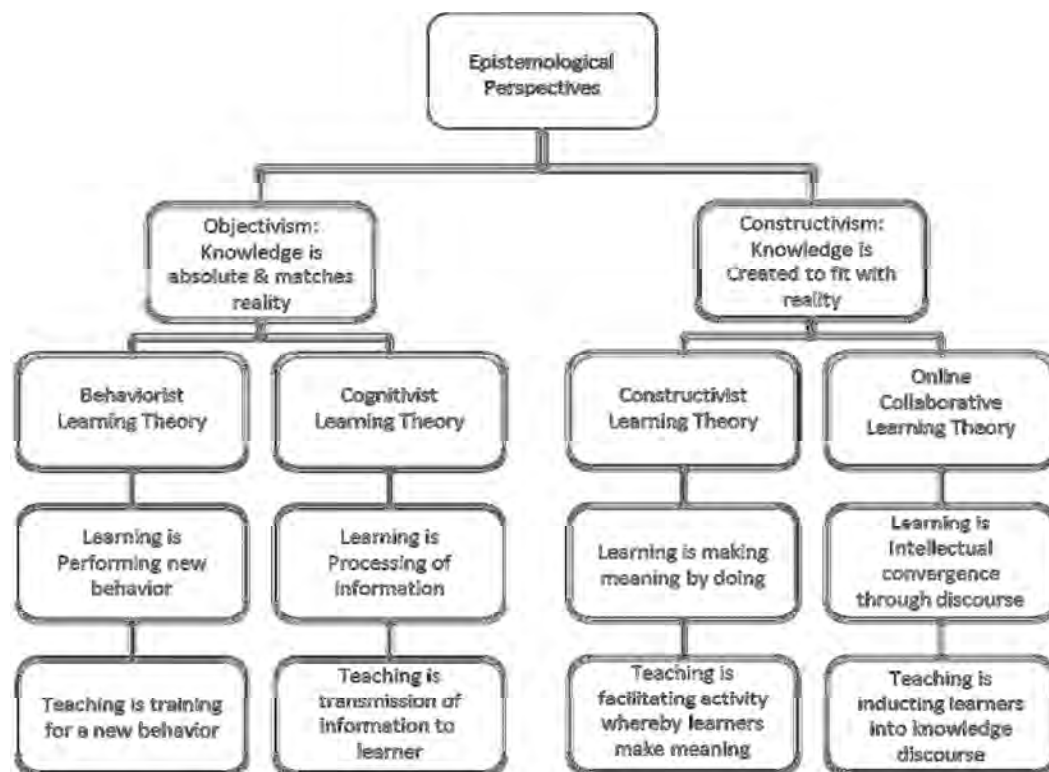 Epistemological
Perspectives
Objectivism:
Knowledge is
absolute & matches
reality
Constructivism:
Knowledge is
Created to fit with
reality
Behaviorist
Learning Theory
Cognitivist
Learning Theory
Constructivist
Learning Theory
Online
Collaborative
Learning Theory
Learning is
Performing new
behavior
Learning is
Processing of
information
Learning is making
meaning by doing
Learning is
Intellectual
convergence
through discourse
Teaching is training
for a new behavior
Teaching is
transmission of
information to
learner
Teaching is
facilitating activity
whereby learners
make meaning
Teaching is
inducting learners
into knowledge
discourse